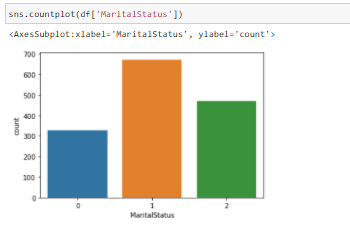 sns.countplot(df['MaritalStatus'])
<AxesSubplot:xlabel='MaritalStatus', ylabel='count'>
700
600
500
400
300
200
100
0
count
0 1 2
MaritalStatus